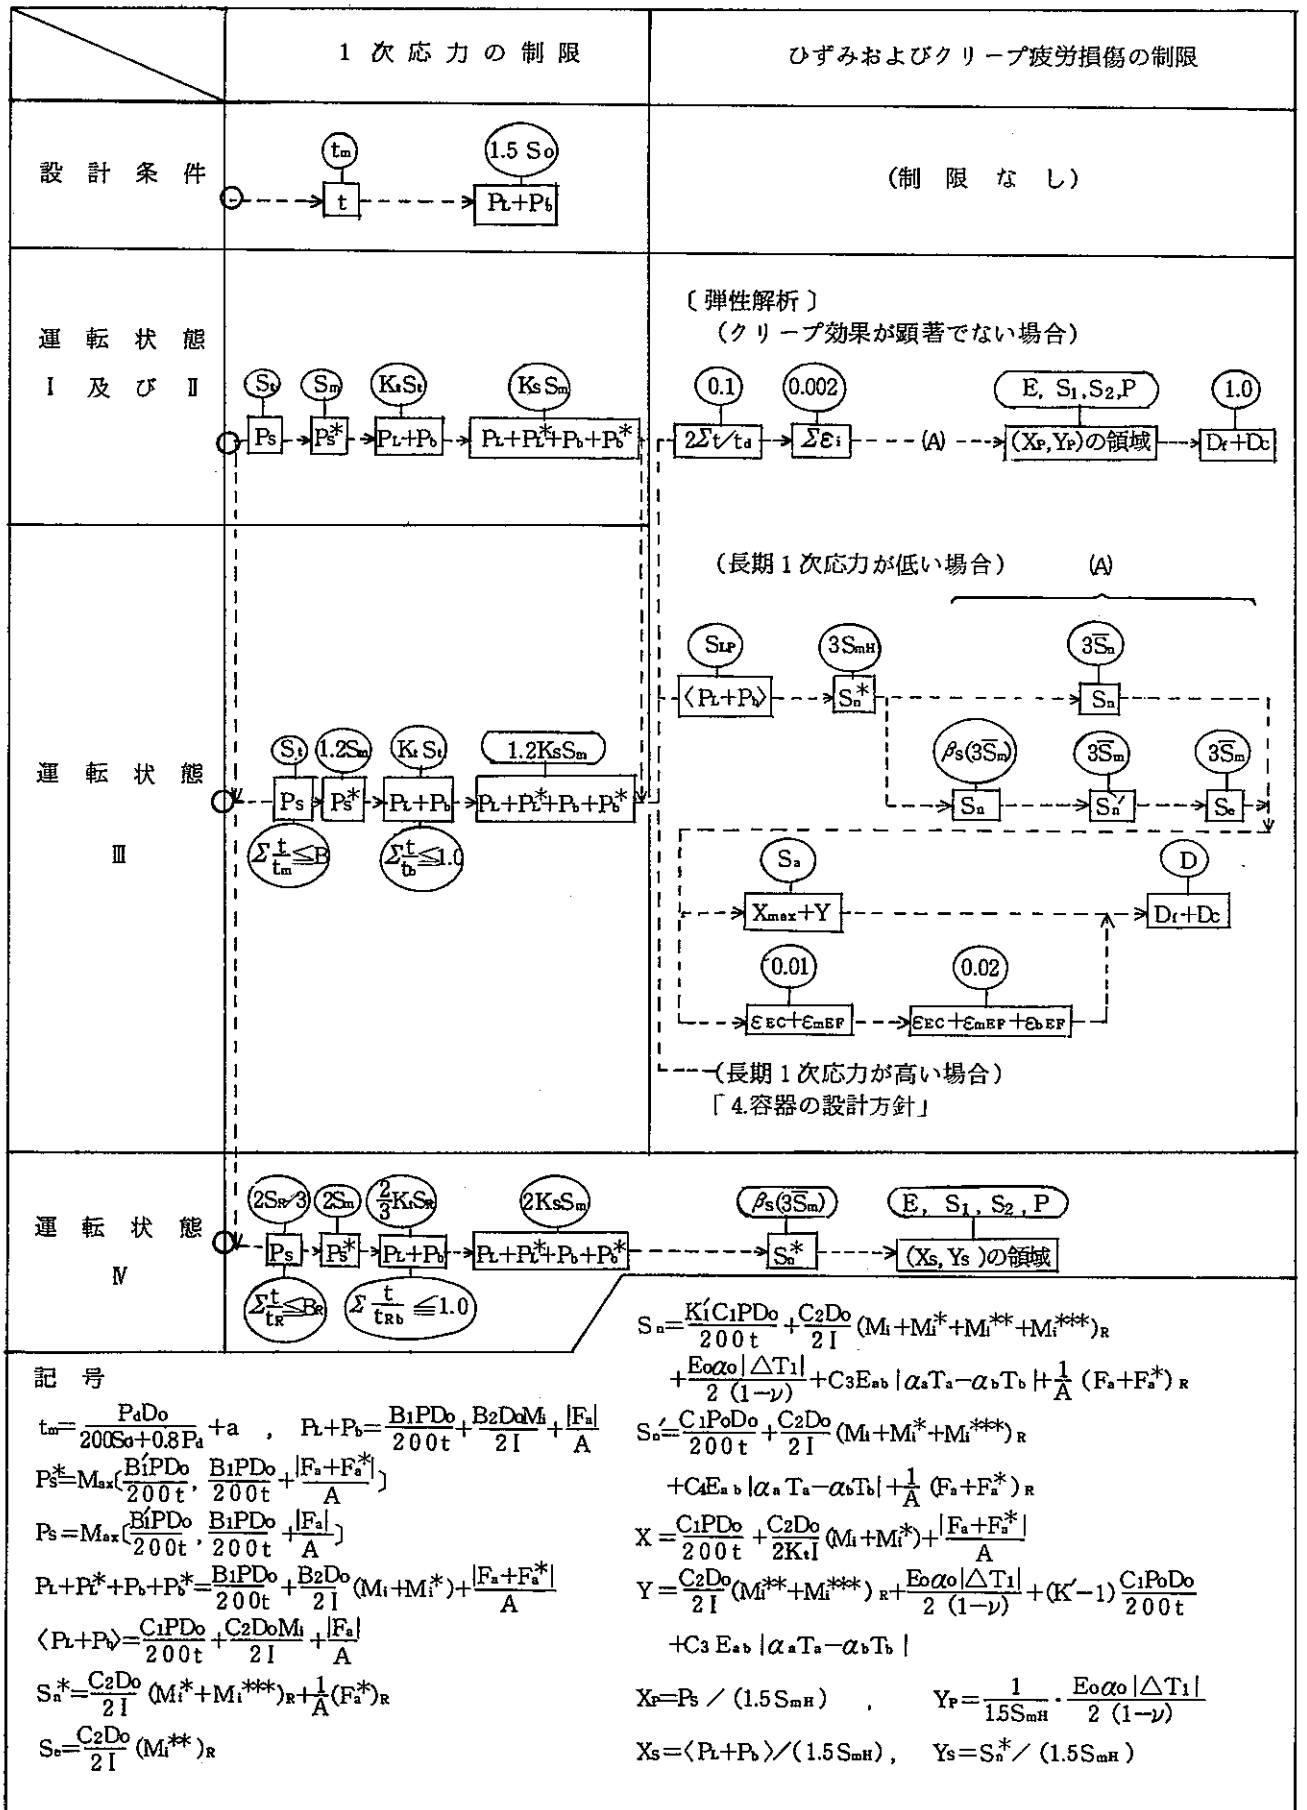 1 次 応 力 の 制 限
ひずみおよびクリープ疲労損傷の制限
設 計 条 件
tm
1.5 So
t
PL+Pb
(制 限 な し)
運 転 状 態
Ⅰ 及 び Ⅱ
St
Sm
KtSt
KsSm
Ps
Ps*
PL+Pb
PL+PL*+Pb+Pb*
〔弾性解析〕
(クリープ効果が顕著でない場合)
0.1
0.002
E, S1,S2,P
1.0
2Σt/td
Σεi
(A)
(XP,YP)の領域
Df+Dc
(長期1次応力が低い場合)
(A)
SLP
3SmH
3S̅n
〈PL+Pb〉
Sn*
Sn
βs(3S̅m)
3S̅m
3S̅m
Sn
Sn′
Se
運 転 状 態
Ⅲ
St
1.2Sm
Kt St
1.2KsSm
Ps
Ps*
PL+Pb
PL+PL*+Pb+Pb*
Σt/tm≦B
Σt/tb≦1.0
Sa
D
Xmax+Y
Df+Dc
0.01
0.02
εEC+εmEF
εEC+εmEF+εbEF
(長期1次応力が高い場合)
「4.容器の設計方針」
運 転 状 態
Ⅳ
2SR/3
2Sm
2/3KtSR
2KsSm
βs(3S̅m)
E, S1, S2, P
Ps
Ps*
PL+Pb
PL+PL*+Pb+Pb*
Sn*
(Xs, Ys)の領域
Σt/tR≦BR
Σ t/tRb ≦1.0
記 号
tm=PdDo/200So+0.8Pd +a , PL+Pb=B1PDo/200t+B2DoMi/2I+|Fa|/A
Ps*=Max[B1′PDo/200t, B1PDo/200t+|Fa+Fa*|/A]
Ps=Max[B1′PDo/200t, B1PDo/200t+|Fa|/A]
PL+PL*+Pb+Pb*=B1PDo/200t+B2Do/2I(Mi+Mi*)+|Fa+Fa*|/A
〈PL+Pb〉=C1PDo/200t+C2DoMi/2I+|Fa|/A
Sn*=C2Do/2I(Mi*+Mi***)R+1/A(Fa*)R
Se=C2Do/2I(Mi**)R
Sn=K1′C1PDo/200t+C2Do/2I(Mi+Mi*+Mi**+Mi***)R
+Eoαo|△T1|/2(1−ν)+C3Eab|αaTa−αbTb|+1/A(Fa+Fa*)R
Sn′=C1PoDo/200t+C2Do/2I(Mi+Mi*+Mi***)R
+C4Eab|αaTa−αbTb|+1/A(Fa+Fa*)R
X=C1PDo/200t+C2Do/2KtI(Mi+Mi*)+|Fa+Fa*|/A
Y=C2Do/2I(Mi**+Mi***)R+Eoαo|△T1|/2(1−ν)+(K′−1)C1PoDo/200t
+C3 Eab|αaTa−αbTb|
XP=Ps/(1.5SmH) , YP=1/1.5SmH·Eoαo|△T1|/2(1−ν)
Xs=〈PL+Pb〉/(1.5SmH), Ys=Sn*/(1.5SmH)